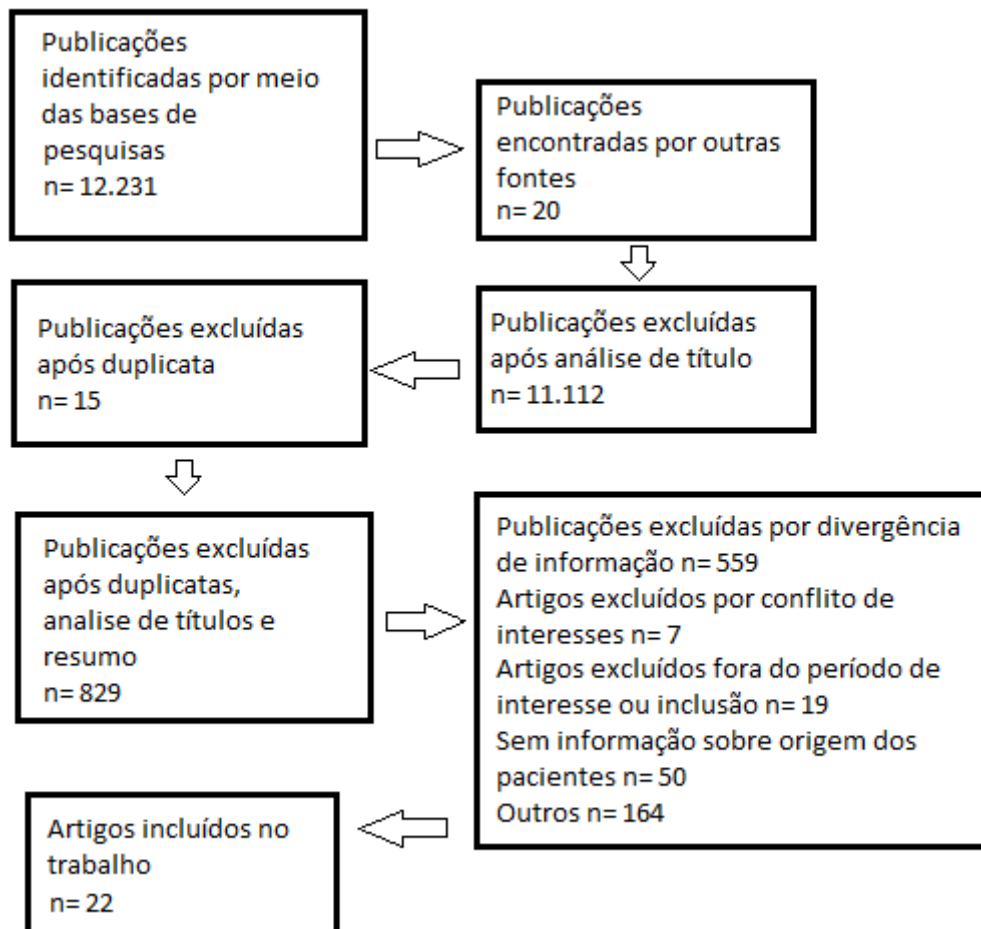 Publicações
identificadas por meio
das bases de
pesquisas
n= 12.231
Publicações
encontradas por outras
fontes
n= 20
Publicações excluídas
após análise de título
n= 11.112
Publicações excluídas
após duplicata
n= 15
Publicações excluídas
após duplicatas,
analise de títulos e
resumo
n= 829
Publicações excluídas por divergência
de informação n= 559
Artigos excluídos por conflito de
interesses n= 7
Artigos excluídos fora do período de
interesse ou inclusão n= 19
Sem informação sobre origem dos
pacientes n= 50
Outros n= 164
Artigos incluídos no
trabalho
n= 22